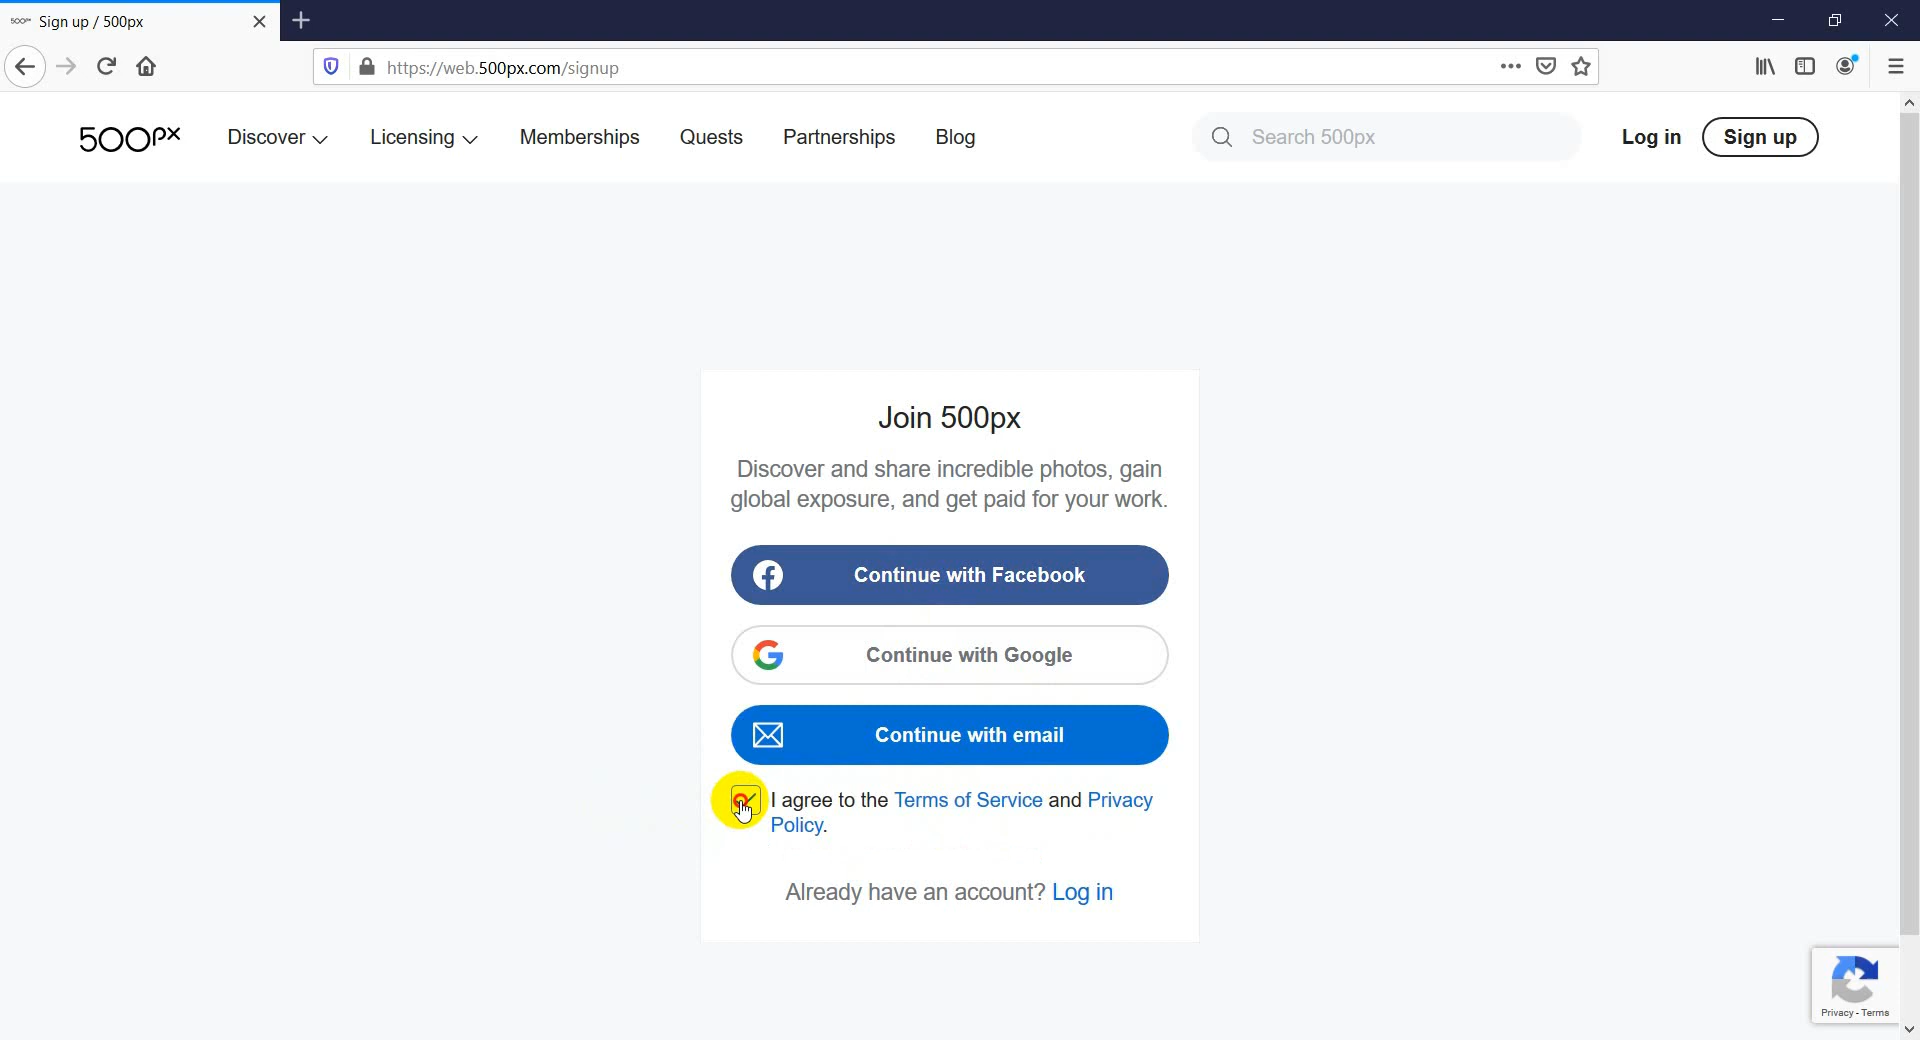 500px Sign up / 500px
https://web.500px.com/signup
500px Discover Licensing Memberships Quests Partnerships Blog Search 500px Log in Sign up
Join 500px
Discover and share incredible photos, gain
global exposure, and get paid for your work.
Continue with Facebook
Continue with Google
Continue with email
I agree to the Terms of Service and Privacy
Policy.
Already have an account? Log in
Privacy - Terms